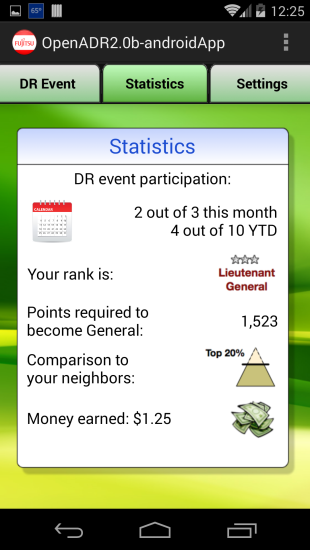 65°
12:25
FUJITSU
OpenADR2.0b-androidApp
DR Event
Statistics
Settings
Statistics
DR event participation:
CALENDAR
2 out of 3 this month
4 out of 10 YTD
Your rank is:
Lieutenant
General
Points required to
become General:
1,523
Comparison to
your neighbors:
Top 20%
Money earned: $1.25